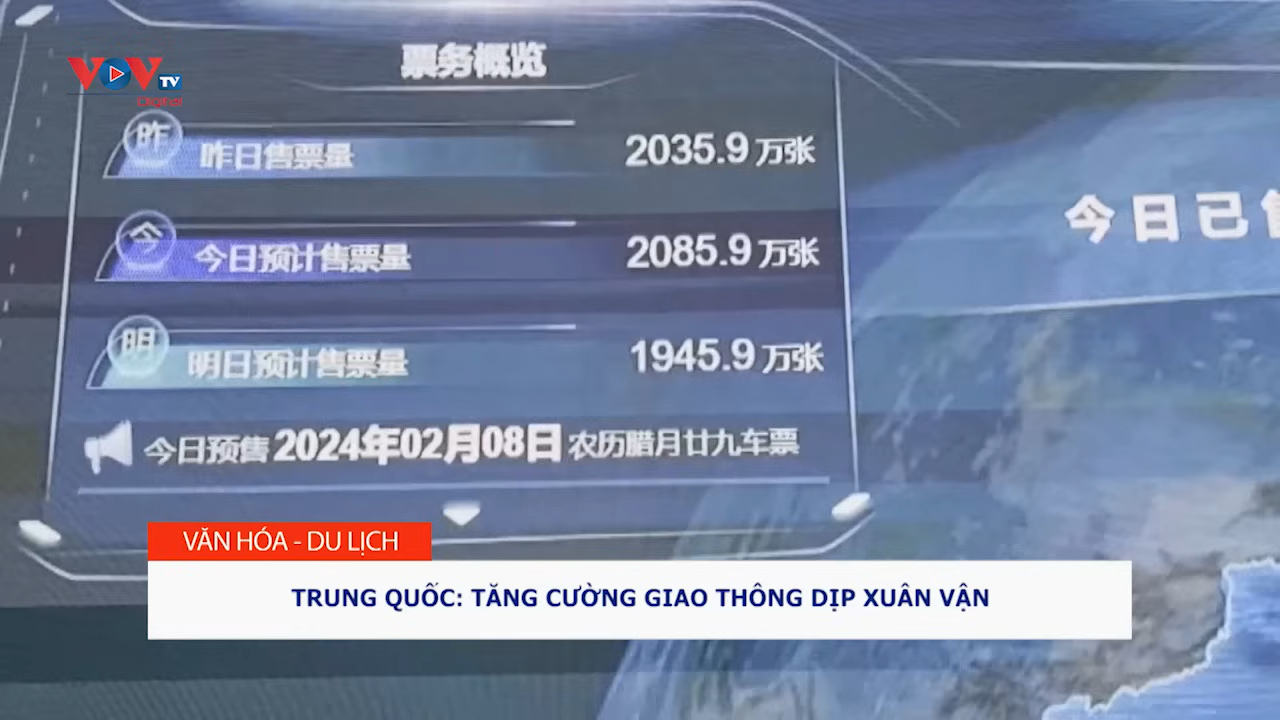 VOV TV
Digital
票务概览
昨 昨日售票量 2035.9 万张
今 今日预计售票量 2085.9 万张
明 明日预计售票量 1945.9 万张
今日预售 2024年02月08日 农历腊月廿九车票
今日已
VĂN HÓA - DU LỊCH
TRUNG QUỐC: TĂNG CƯỜNG GIAO THÔNG DỊP XUÂN VẬN